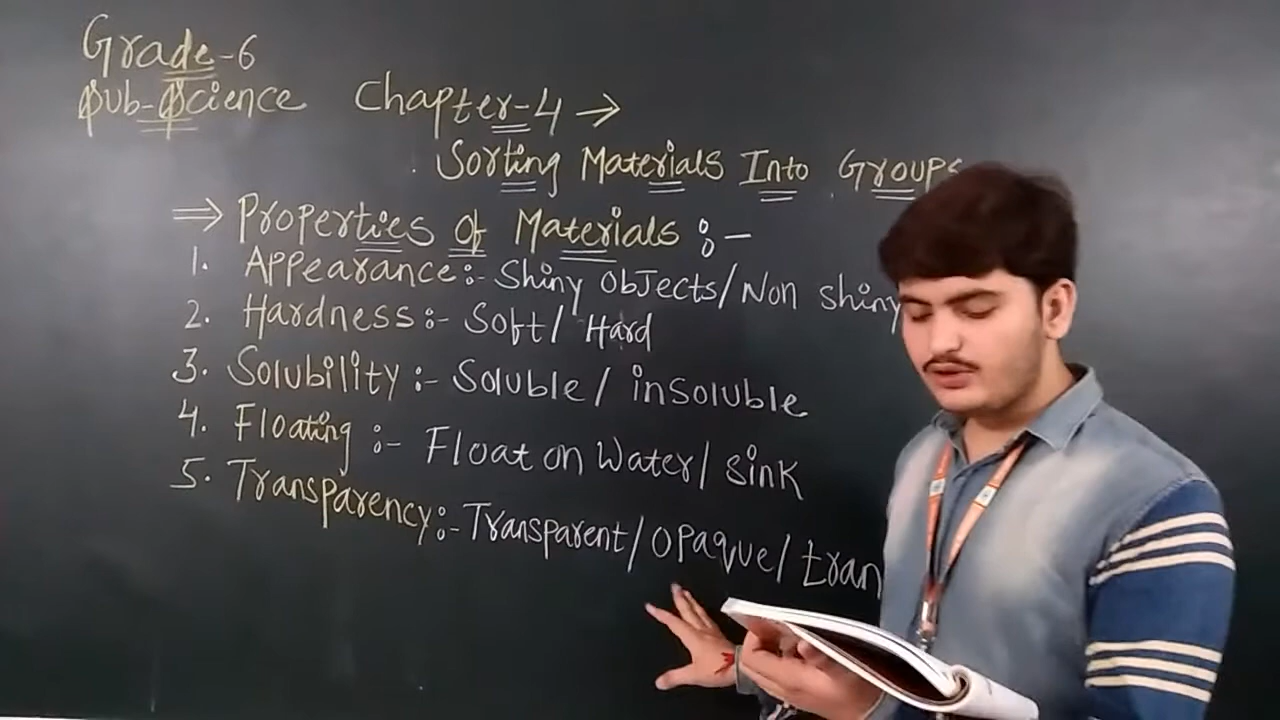 Grade-6
Sub-Science Chapter-4 →
Sorting Materials Into Groups
⇒ Properties of Materials :-
1. Appearance:- Shiny Objects/Non shiny
2. Hardness:- Soft/Hard
3. Solubility:- Soluble/insoluble
4. Floating:- Float on Water/sink
5. Transparency:- Transparent/opaque/tran